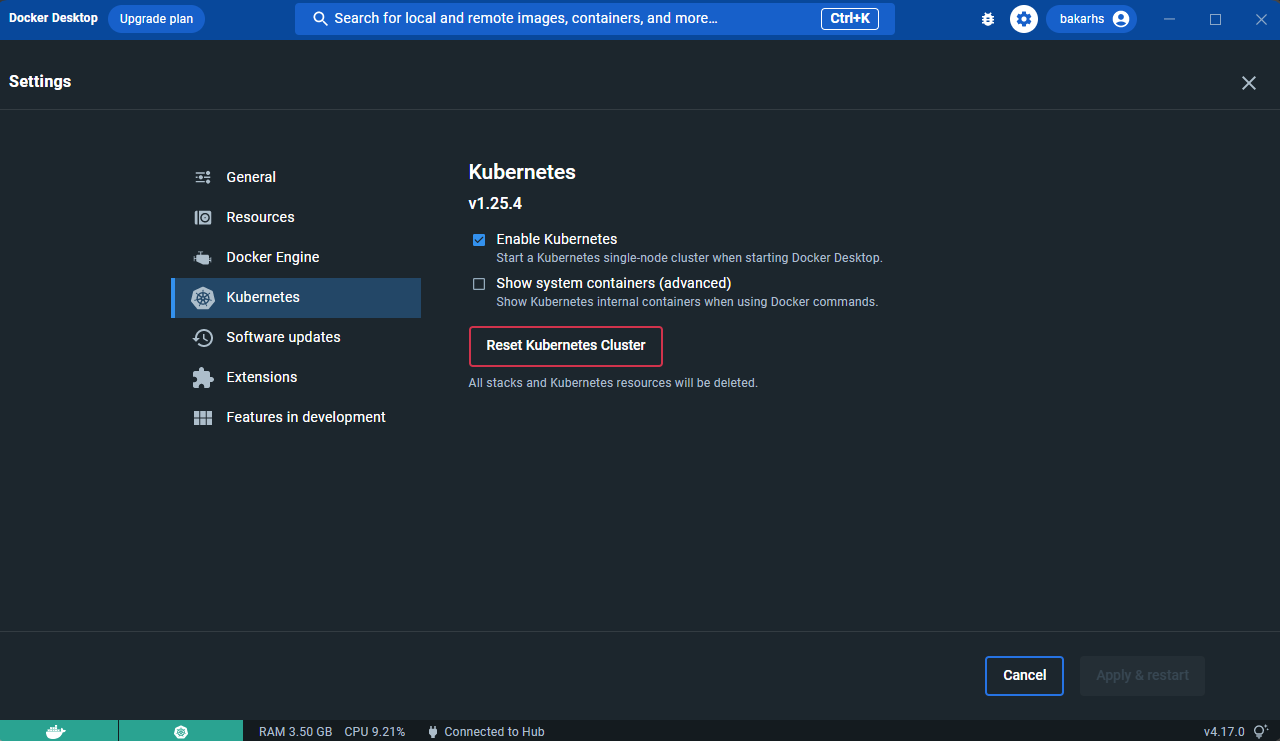 Docker Desktop Upgrade plan Search for local and remote images, containers, and more... Ctrl+K bakarhs
Settings
General
Resources
Docker Engine
Kubernetes
Software updates
Extensions
Features in development
Kubernetes
v1.25.4
Enable Kubernetes
Start a Kubernetes single-node cluster when starting Docker Desktop.
Show system containers (advanced)
Show Kubernetes internal containers when using Docker commands.
Reset Kubernetes Cluster
All stacks and Kubernetes resources will be deleted.
Cancel Apply & restart
RAM 3.50 GB CPU 9.21% Connected to Hub v4.17.0